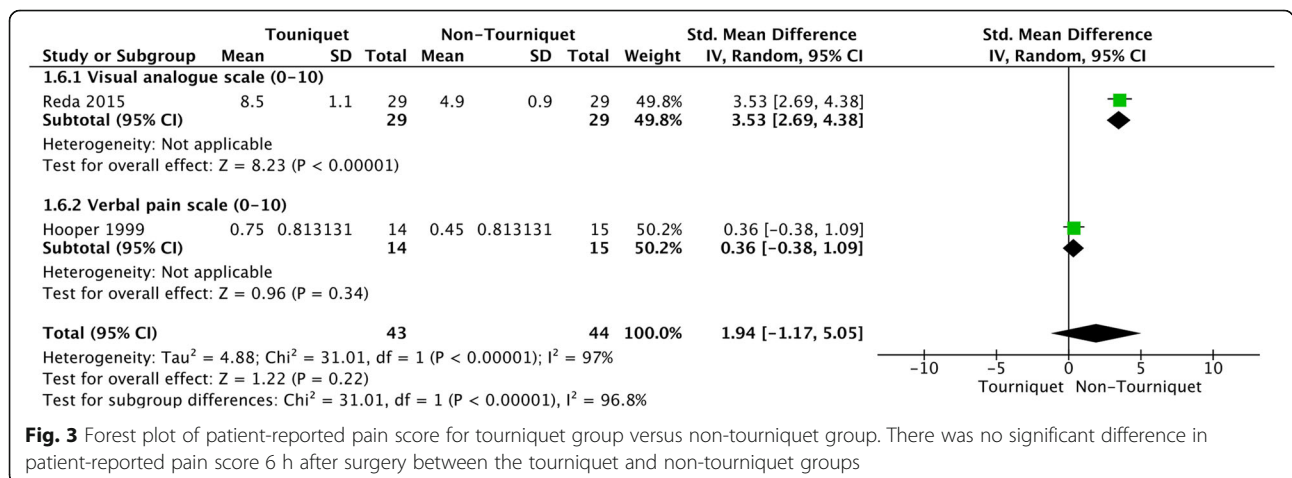 Touniquet Non-Tourniquet Std. Mean Difference Std. Mean Difference
Study or Subgroup Mean SD Total Mean SD Total Weight IV, Random, 95% CI IV, Random, 95% CI
1.6.1 Visual analogue scale (0-10)
Reda 2015 8.5 1.1 29 4.9 0.9 29 49.8% 3.53 [2.69, 4.38]
Subtotal (95% CI) 29 29 49.8% 3.53 [2.69, 4.38]
Heterogeneity: Not applicable
Test for overall effect: Z = 8.23 (P < 0.00001)
1.6.2 Verbal pain scale (0-10)
Hooper 1999 0.75 0.813131 14 0.45 0.813131 15 50.2% 0.36 [-0.38, 1.09]
Subtotal (95% CI) 14 15 50.2% 0.36 [-0.38, 1.09]
Heterogeneity: Not applicable
Test for overall effect: Z = 0.96 (P = 0.34)
Total (95% CI) 43 44 100.0% 1.94 [-1.17, 5.05]
Heterogeneity: Tau² = 4.88; Chi² = 31.01, df = 1 (P < 0.00001); I² = 97%
Test for overall effect: Z = 1.22 (P = 0.22)
Test for subgroup differences: Chi² = 31.01, df = 1 (P < 0.00001), I² = 96.8%
-10 -5 0 5 10
Tourniquet Non-Tourniquet
Fig. 3 Forest plot of patient-reported pain score for tourniquet group versus non-tourniquet group. There was no significant difference in
patient-reported pain score 6 h after surgery between the tourniquet and non-tourniquet groups